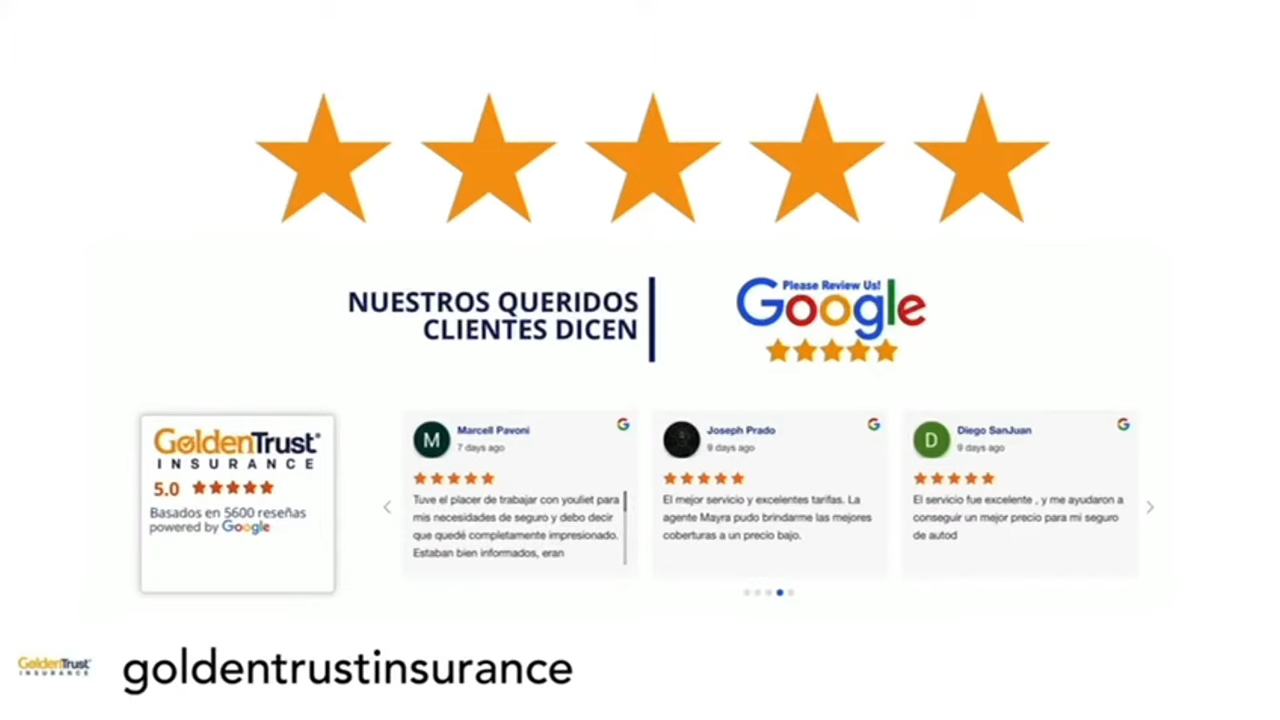 NUESTROS QUERIDOS
CLIENTES DICEN
Please Review Us!
Google
GoldenTrust
INSURANCE
5.0
Basados en 5600 reseñas
powered by Google
M
Marcell Pavoni
7 days ago
Tuve el placer de trabajar con youliet para
mis necesidades de seguro y debo decir
que quedé completamente impresionado.
Estaban bien informados, eran
Joseph Prado
9 days ago
El mejor servicio y excelentes tarifas. La
agente Mayra pudo brindarme las mejores
coberturas a un precio bajo.
D
Diego SanJuan
9 days ago
El servicio fue excelente , y me ayudaron a
conseguir un mejor precio para mi seguro
de autod
GoldenTrust
INSURANCE
goldentrustinsurance